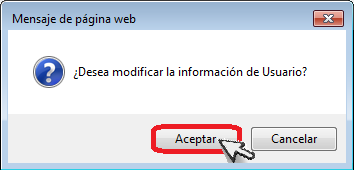 Mensaje de página web
¿Desea modificar la información de Usuario?
Aceptar
Cancelar